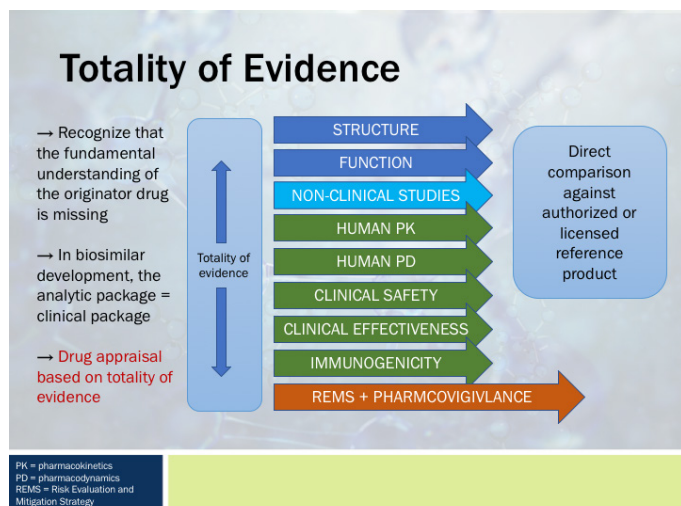 Totality of Evidence
→ Recognize that
the fundamental
understanding of
the originator drug
is missing
→ In biosimilar
development, the
analytic package =
clinical package
→ Drug appraisal
based on totality of
evidence
Totality of
evidence
STRUCTURE
FUNCTION
NON-CLINICAL STUDIES
HUMAN PK
HUMAN PD
CLINICAL SAFETY
CLINICAL EFFECTIVENESS
IMMUNOGENICITY
REMS + PHARMCOVIGIVLANCE
Direct
comparison
against
authorized or
licensed
reference
product
PK = pharmacokinetics
PD = pharmacodynamics
REMS = Risk Evaluation and
Mitigation Strategy